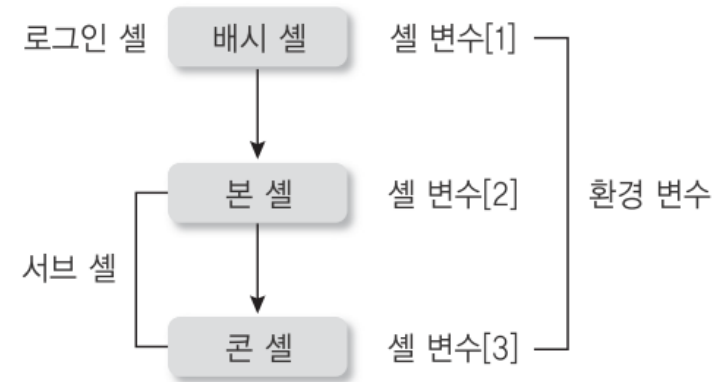 로그인 셸 배시 셸 셸 변수[1]
본 셸 셸 변수[2] 환경 변수
서브 셸
콘 셸 셸 변수[3]